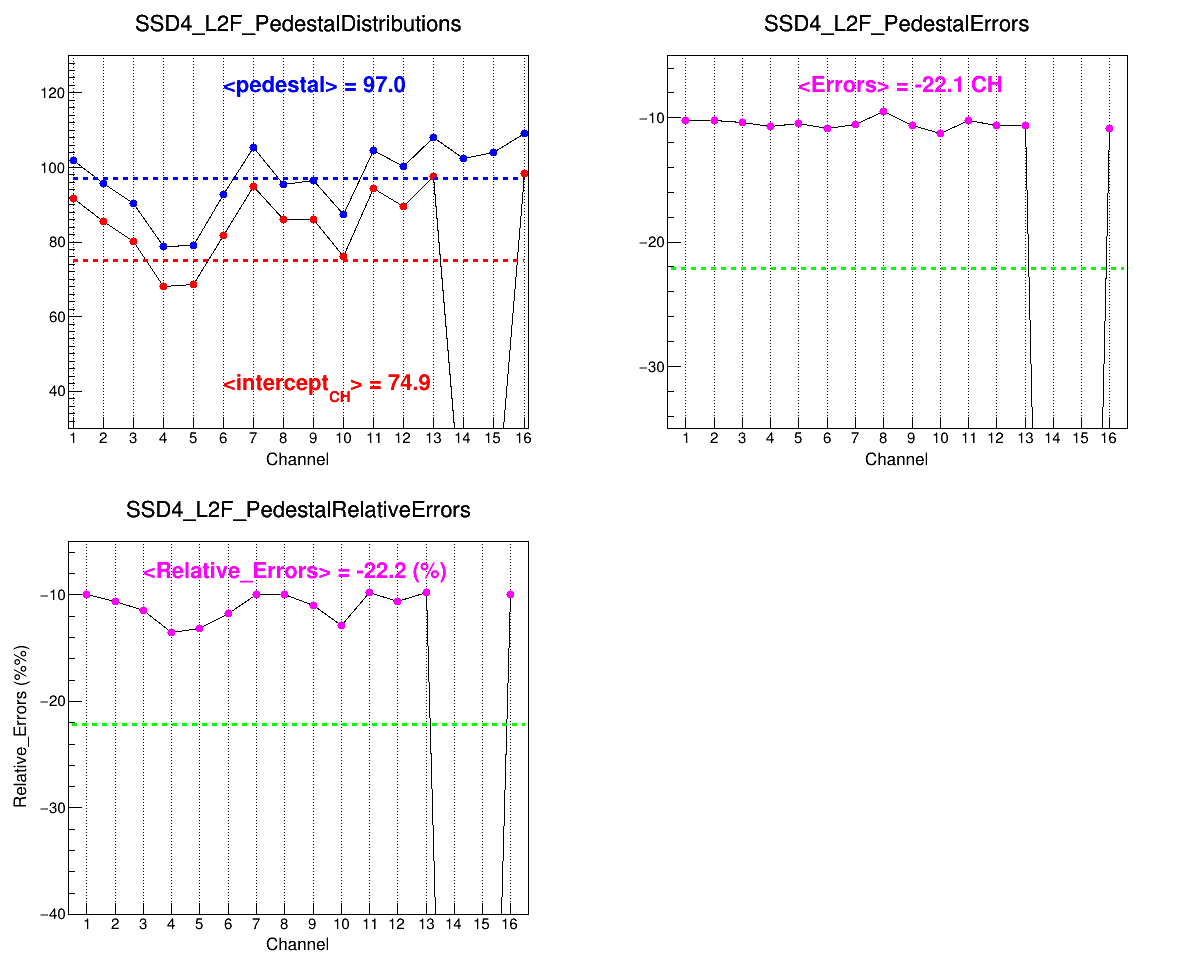 SSD4_L2F_PedestalDistributions
<pedestal> = 97.0
120
100
80
60
40
<intercept_CH> = 74.9
1 2 3 4 5 6 7 8 9 10 11 12 13 14 15 16
Channel
SSD4_L2F_PedestalErrors
<Errors> = -22.1 CH
−10
−20
−30
1 2 3 4 5 6 7 8 9 10 11 12 13 14 15 16
Channel
SSD4_L2F_PedestalRelativeErrors
<Relative_Errors> = -22.2 (%)
Relative_Errors (%%)
−10
−20
−30
−40
1 2 3 4 5 6 7 8 9 10 11 12 13 14 15 16
Channel